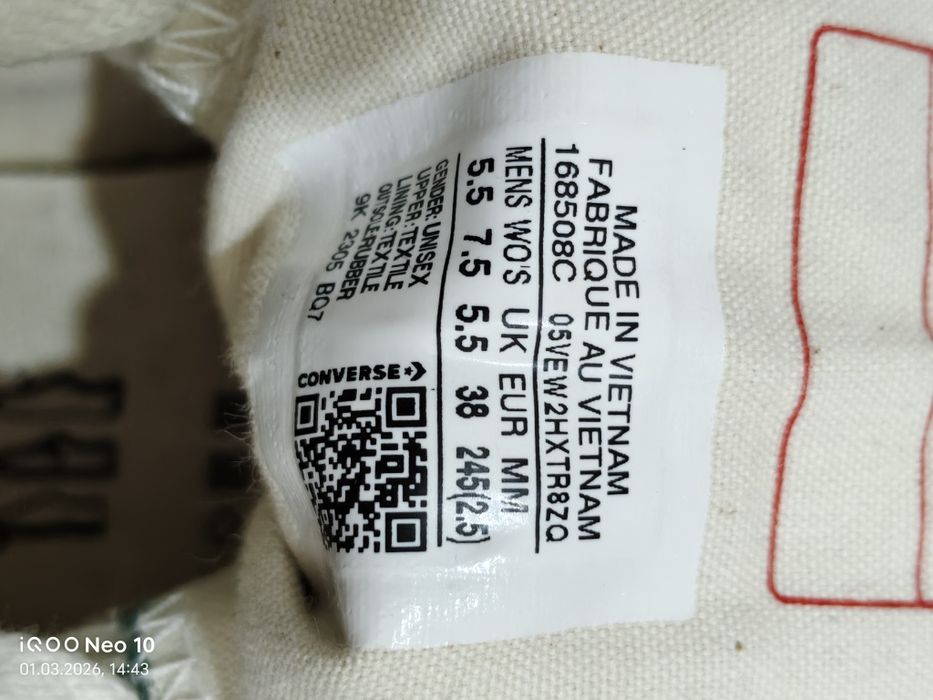 MADE IN VIETNAM
FABRIQUE AU VIETNAM
168508C 05VEW2HXTR8ZQ
MENS WO'S UK EUR MM
5.5 7.5 5.5 38 245(2.5)
GENDER: UNISEX
UPPER: TEXTILE
LINING:TEXTILE
OUTSOLE:RUBBER
9K 2305 BQ7
CONVERSE
iQOO Neo 10
01.03.2026, 14:43